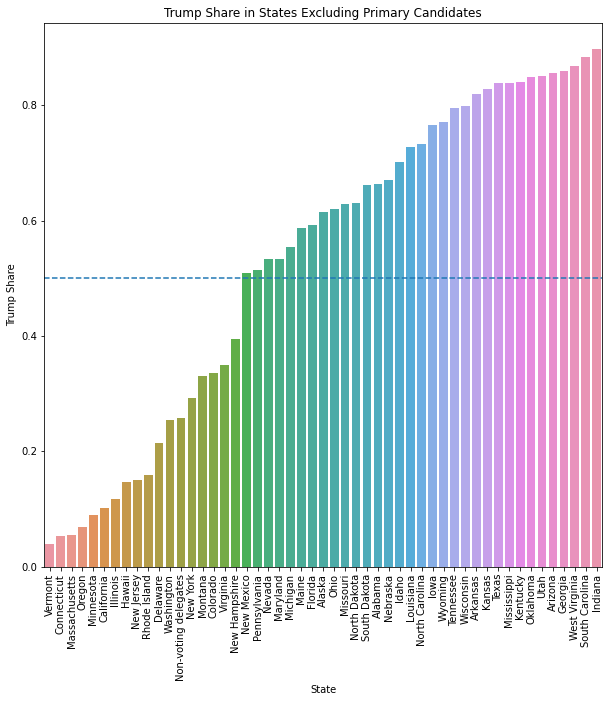 Trump Share in States Excluding Primary Candidates
Trump Share
0.8
0.6
0.4
0.2
0.0
Vermont
Connecticut
Massachusetts
Oregon
Minnesota
California
Illinois
Hawaii
New Jersey
Rhode Island
Delaware
Washington
Non-voting delegates
New York
Montana
Colorado
Virginia
New Hampshire
New Mexico
Pennsylvania
Nevada
Maryland
Michigan
Maine
Florida
Alaska
Ohio
Missouri
North Dakota
South Dakota
Alabama
Nebraska
Idaho
Louisiana
North Carolina
Iowa
Wyoming
Tennessee
Wisconsin
Arkansas
Kansas
Texas
Mississippi
Kentucky
Oklahoma
Utah
Arizona
Georgia
West Virginia
South Carolina
Indiana
State